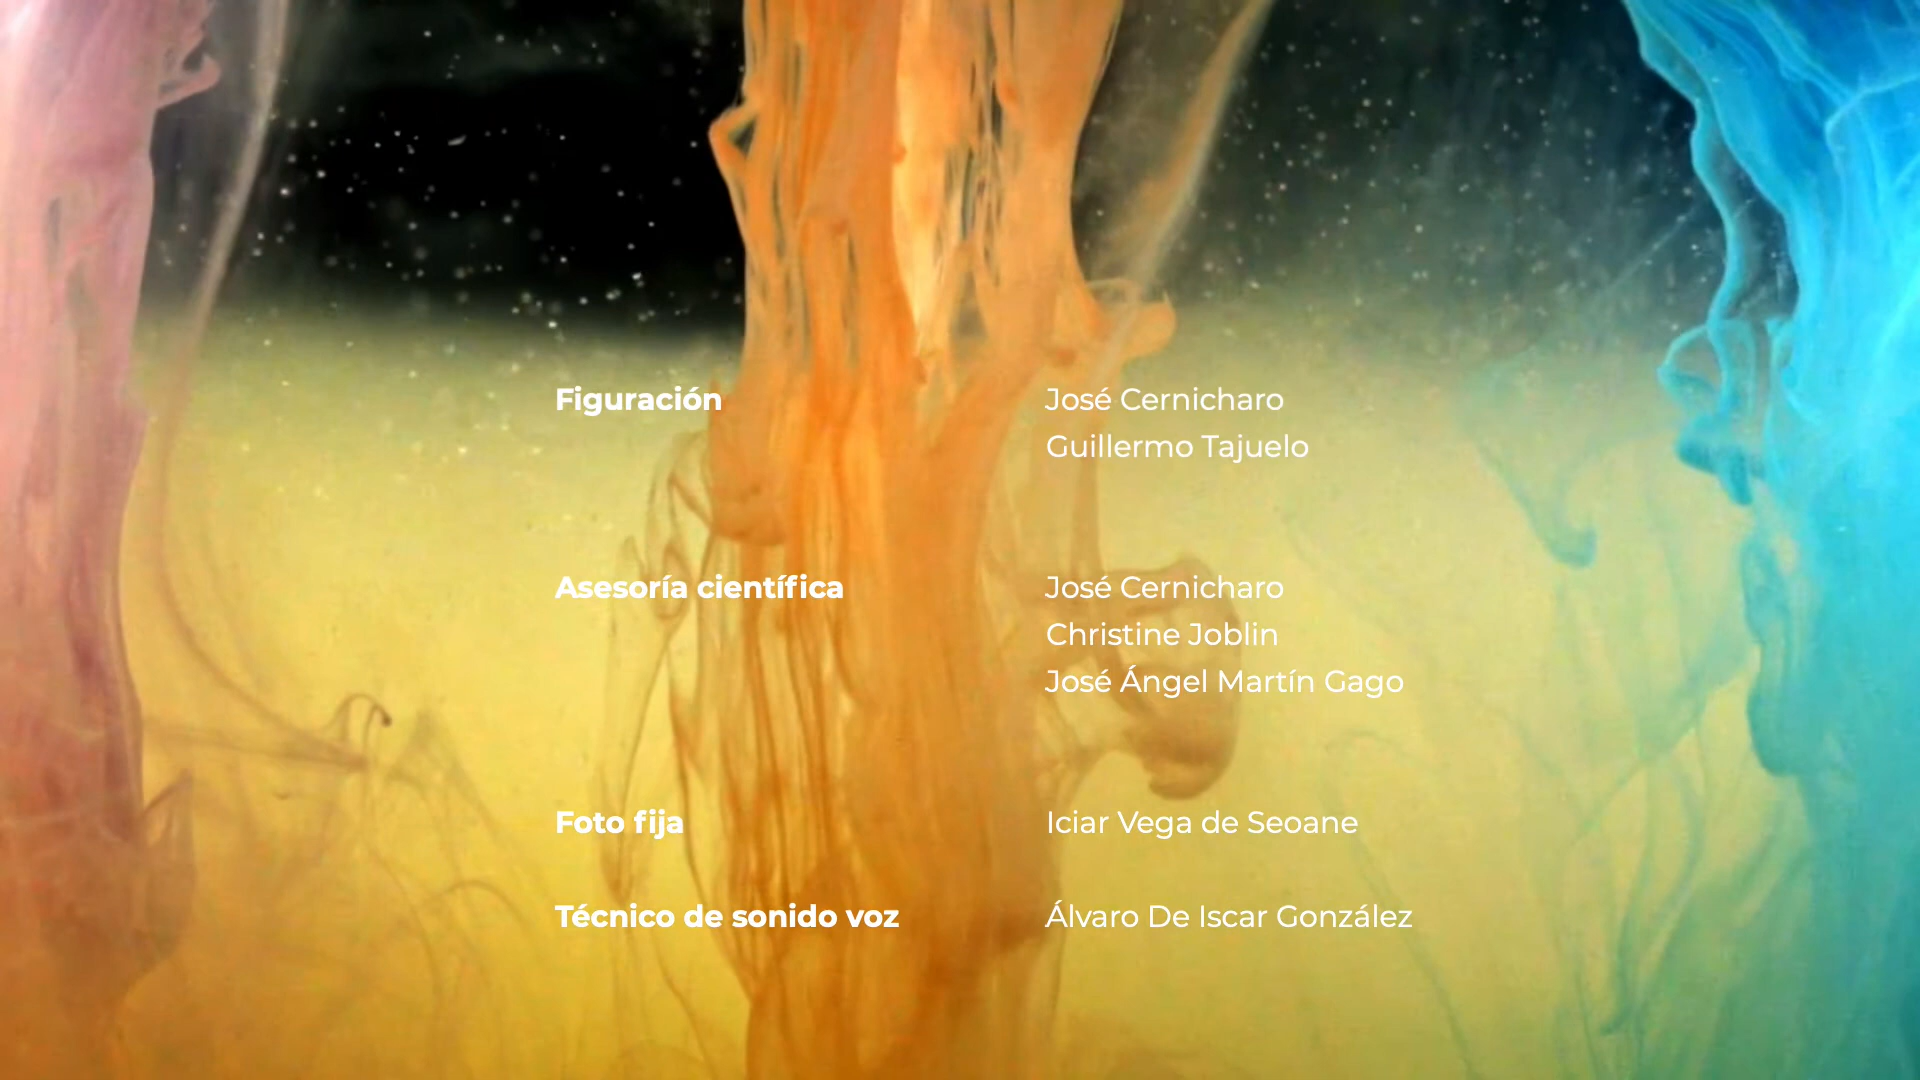 Figuración José Cernicharo
Guillermo Tajuelo
Asesoría científica José Cernicharo
Christine Joblin
José Ángel Martín Gago
Foto fija Iciar Vega de Seoane
Técnico de sonido voz Álvaro De Iscar González